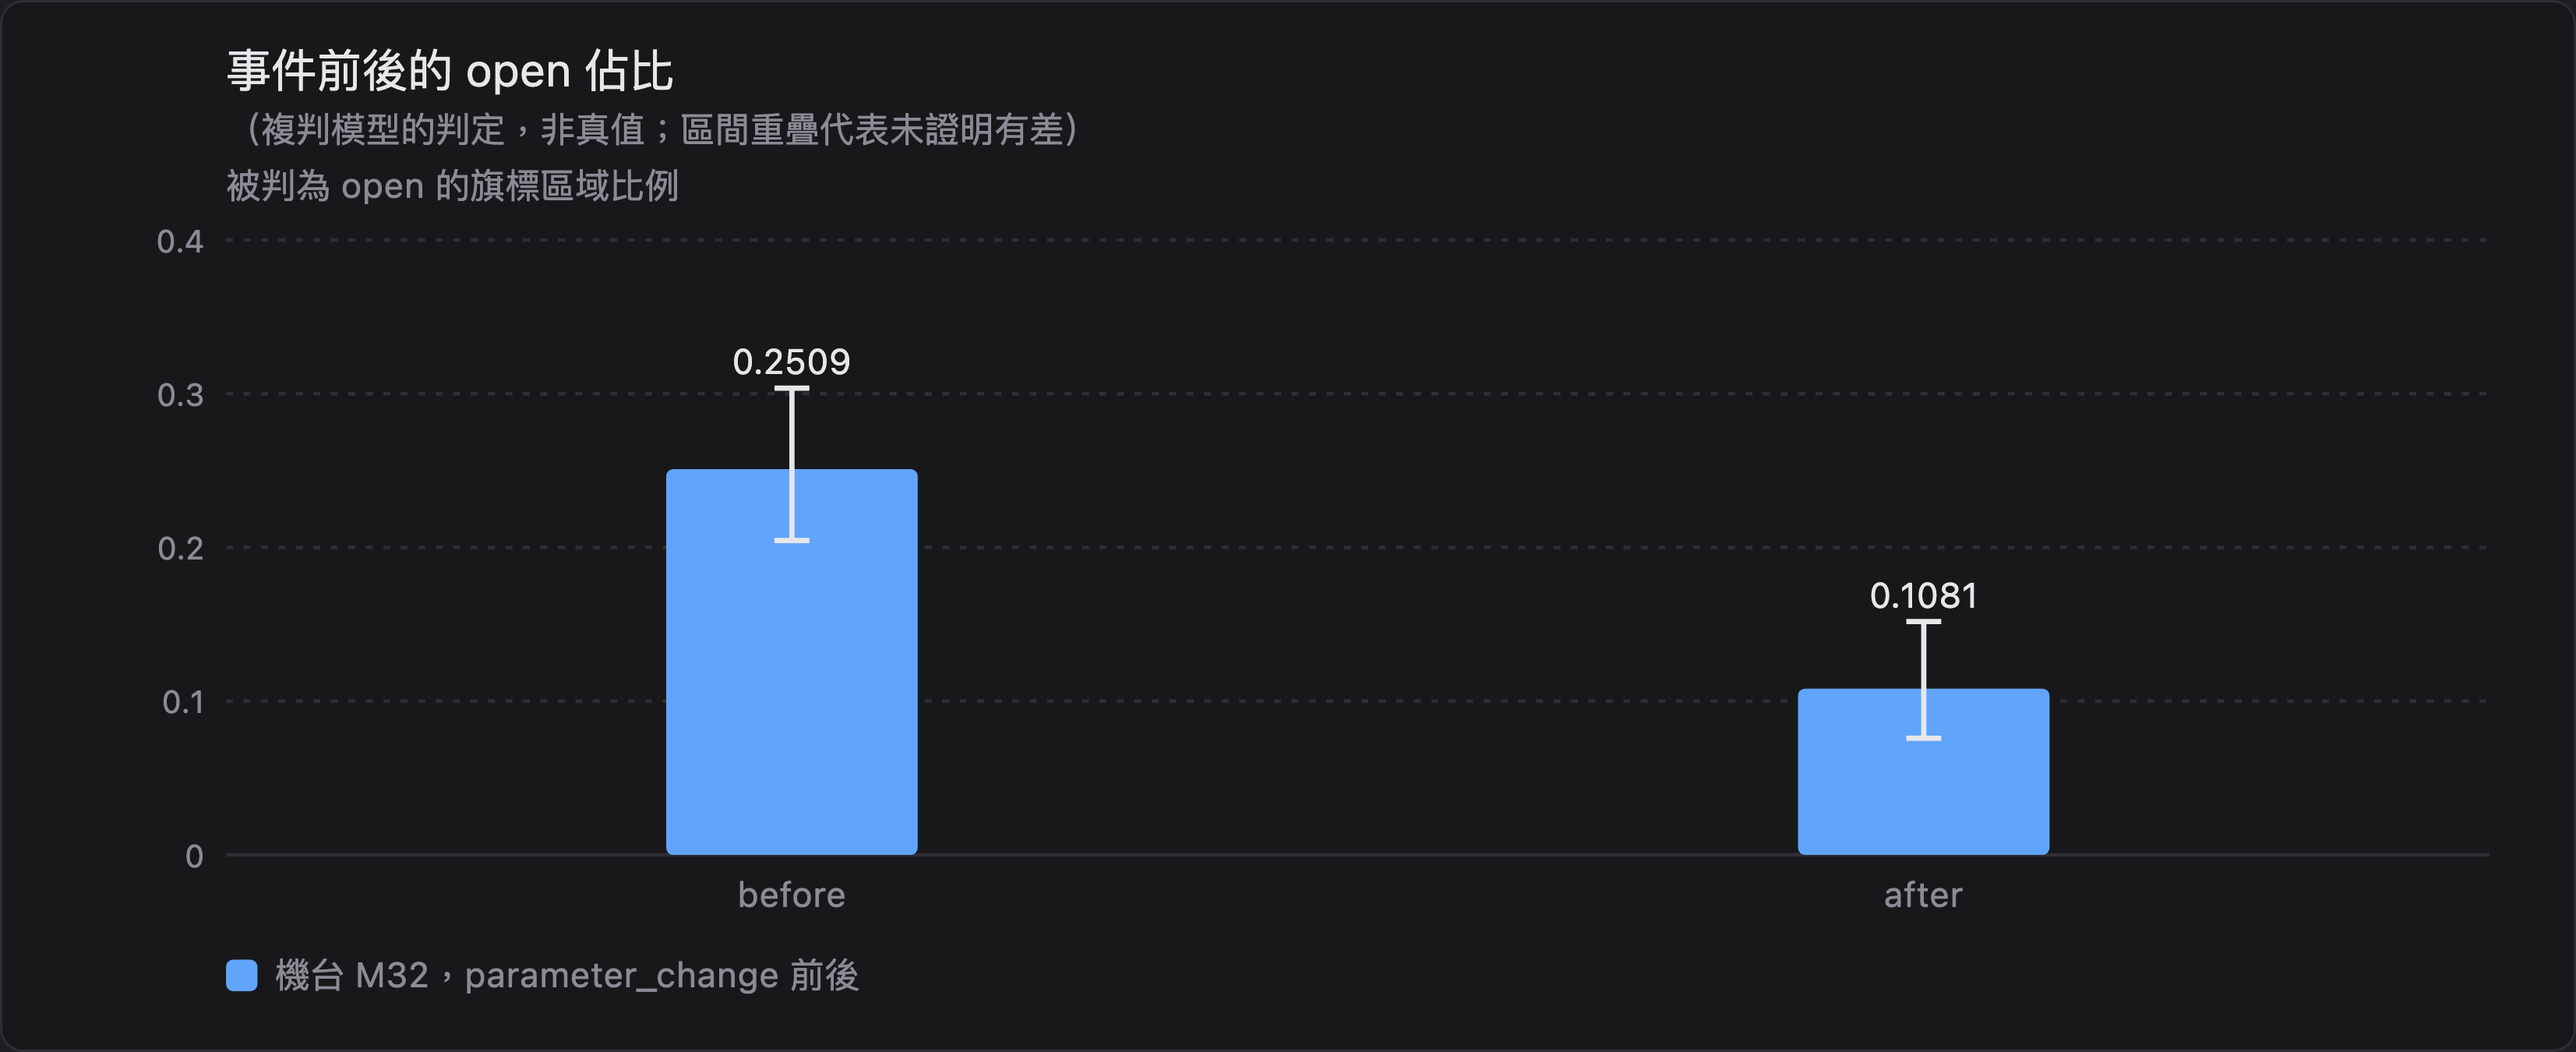 事件前後的 open 佔比
（複判模型的判定，非真值；區間重疊代表未證明有差）
被判為 open 的旗標區域比例
0.4
0.3
0.2
0.1
0
0.2509
0.1081
before
after
機台 M32，parameter_change 前後